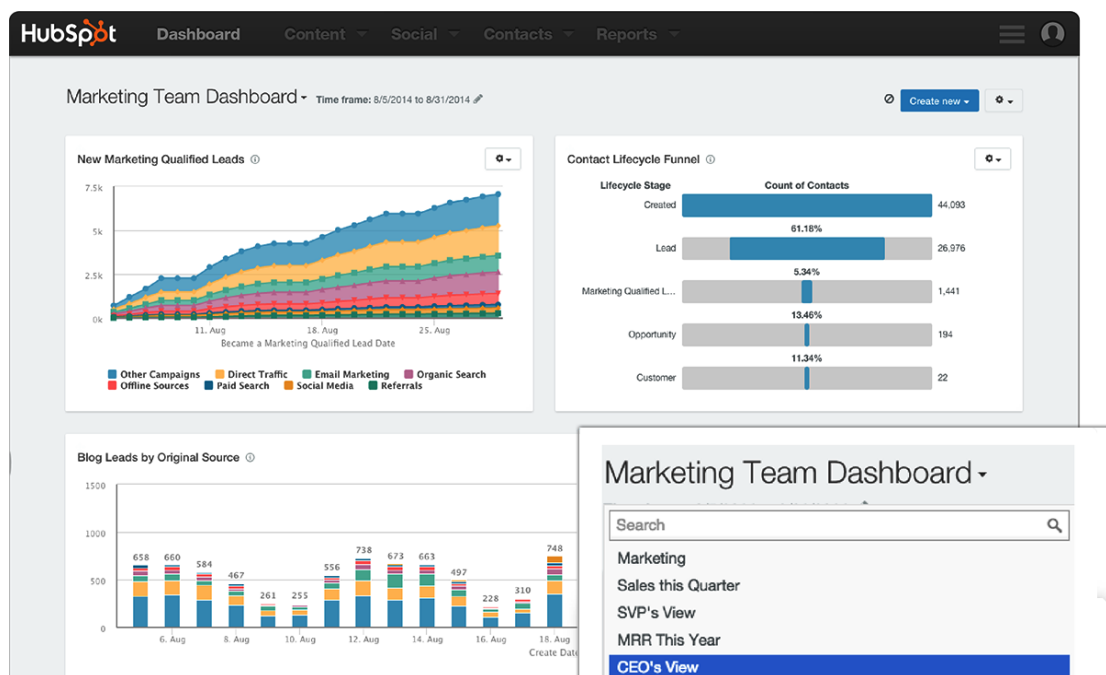 HubSpot Dashboard Content Social Contacts Reports
Marketing Team Dashboard Time frame: 8/5/2014 to 8/31/2014 Create new
New Marketing Qualified Leads
7.5k
5k
2.5k
0k
11. Aug 18. Aug 25. Aug
Became a Marketing Qualified Lead Date
Other Campaigns Direct Traffic Email Marketing Organic Search
Offline Sources Paid Search Social Media Referrals
Contact Lifecycle Funnel
Lifecycle Stage Count of Contacts
Created 44,093
61.18%
Lead 26,976
5.34%
Marketing Qualified L... 1,441
13.46%
Opportunity 194
11.34%
Customer 22
Blog Leads by Original Source
1500
1000
500
0
658 660 584 467 261 255 556 738 673 663 497 228 310 748
6. Aug 8. Aug 10. Aug 12. Aug 14. Aug 16. Aug 18. Aug
Create Date
Marketing Team Dashboard
Search
Marketing
Sales this Quarter
SVP's View
MRR This Year
CEO's View